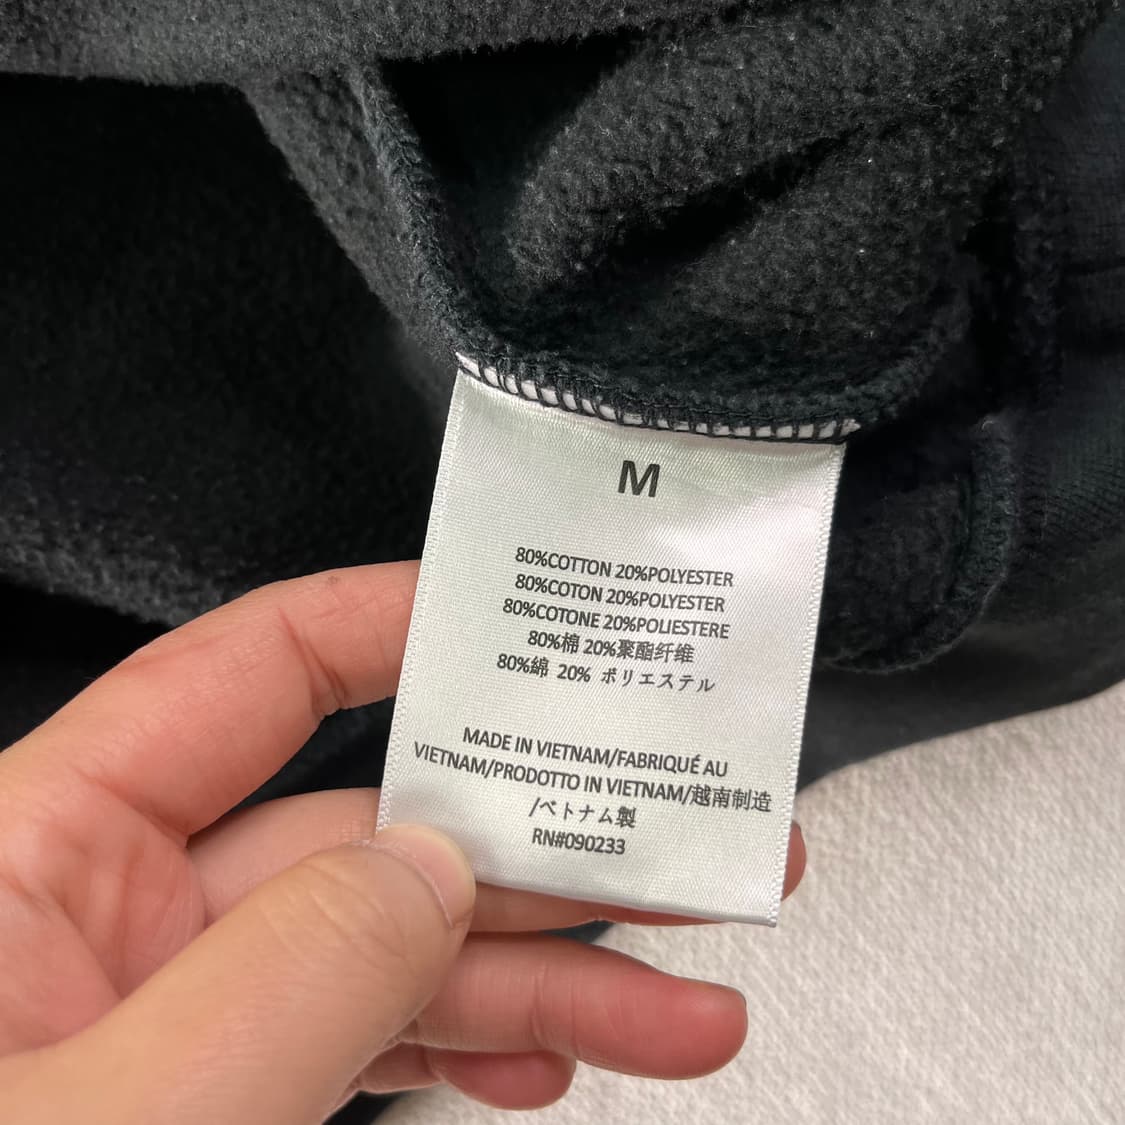 M
80%COTTON 20%POLYESTER
80%COTON 20%POLYESTER
80%COTONE 20%POLIESTERE
80%棉 20%聚酯纤维
80%綿 20% ポリエステル
MADE IN VIETNAM/FABRIQUÉ AU
VIETNAM/PRODOTTO IN VIETNAM/越南制造
/ベトナム製
RN#090233